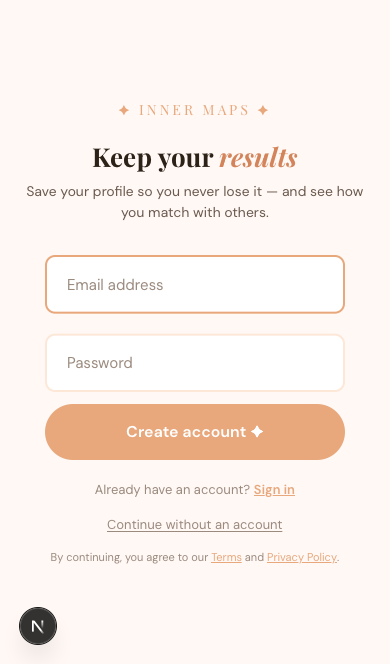 ✦ INNER MAPS ✦
Keep your results
Save your profile so you never lose it — and see how
you match with others.
Email address
Password
Create account ✦
Already have an account? Sign in
Continue without an account
By continuing, you agree to our Terms and Privacy Policy.
N